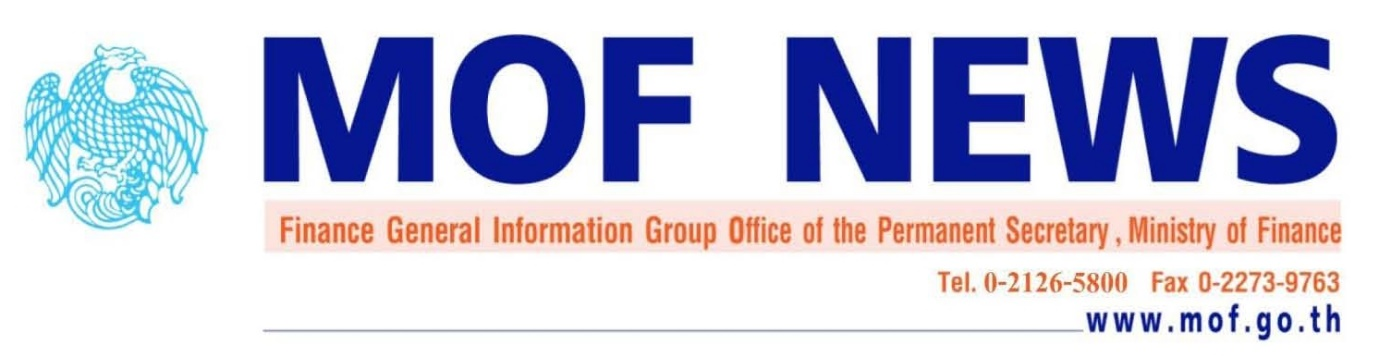 MOF NEWS
Finance General Information Group Office of the Permanent Secretary , Ministry of Finance
Tel. 0-2126-5800 Fax 0-2273-9763
www.mof.go.th